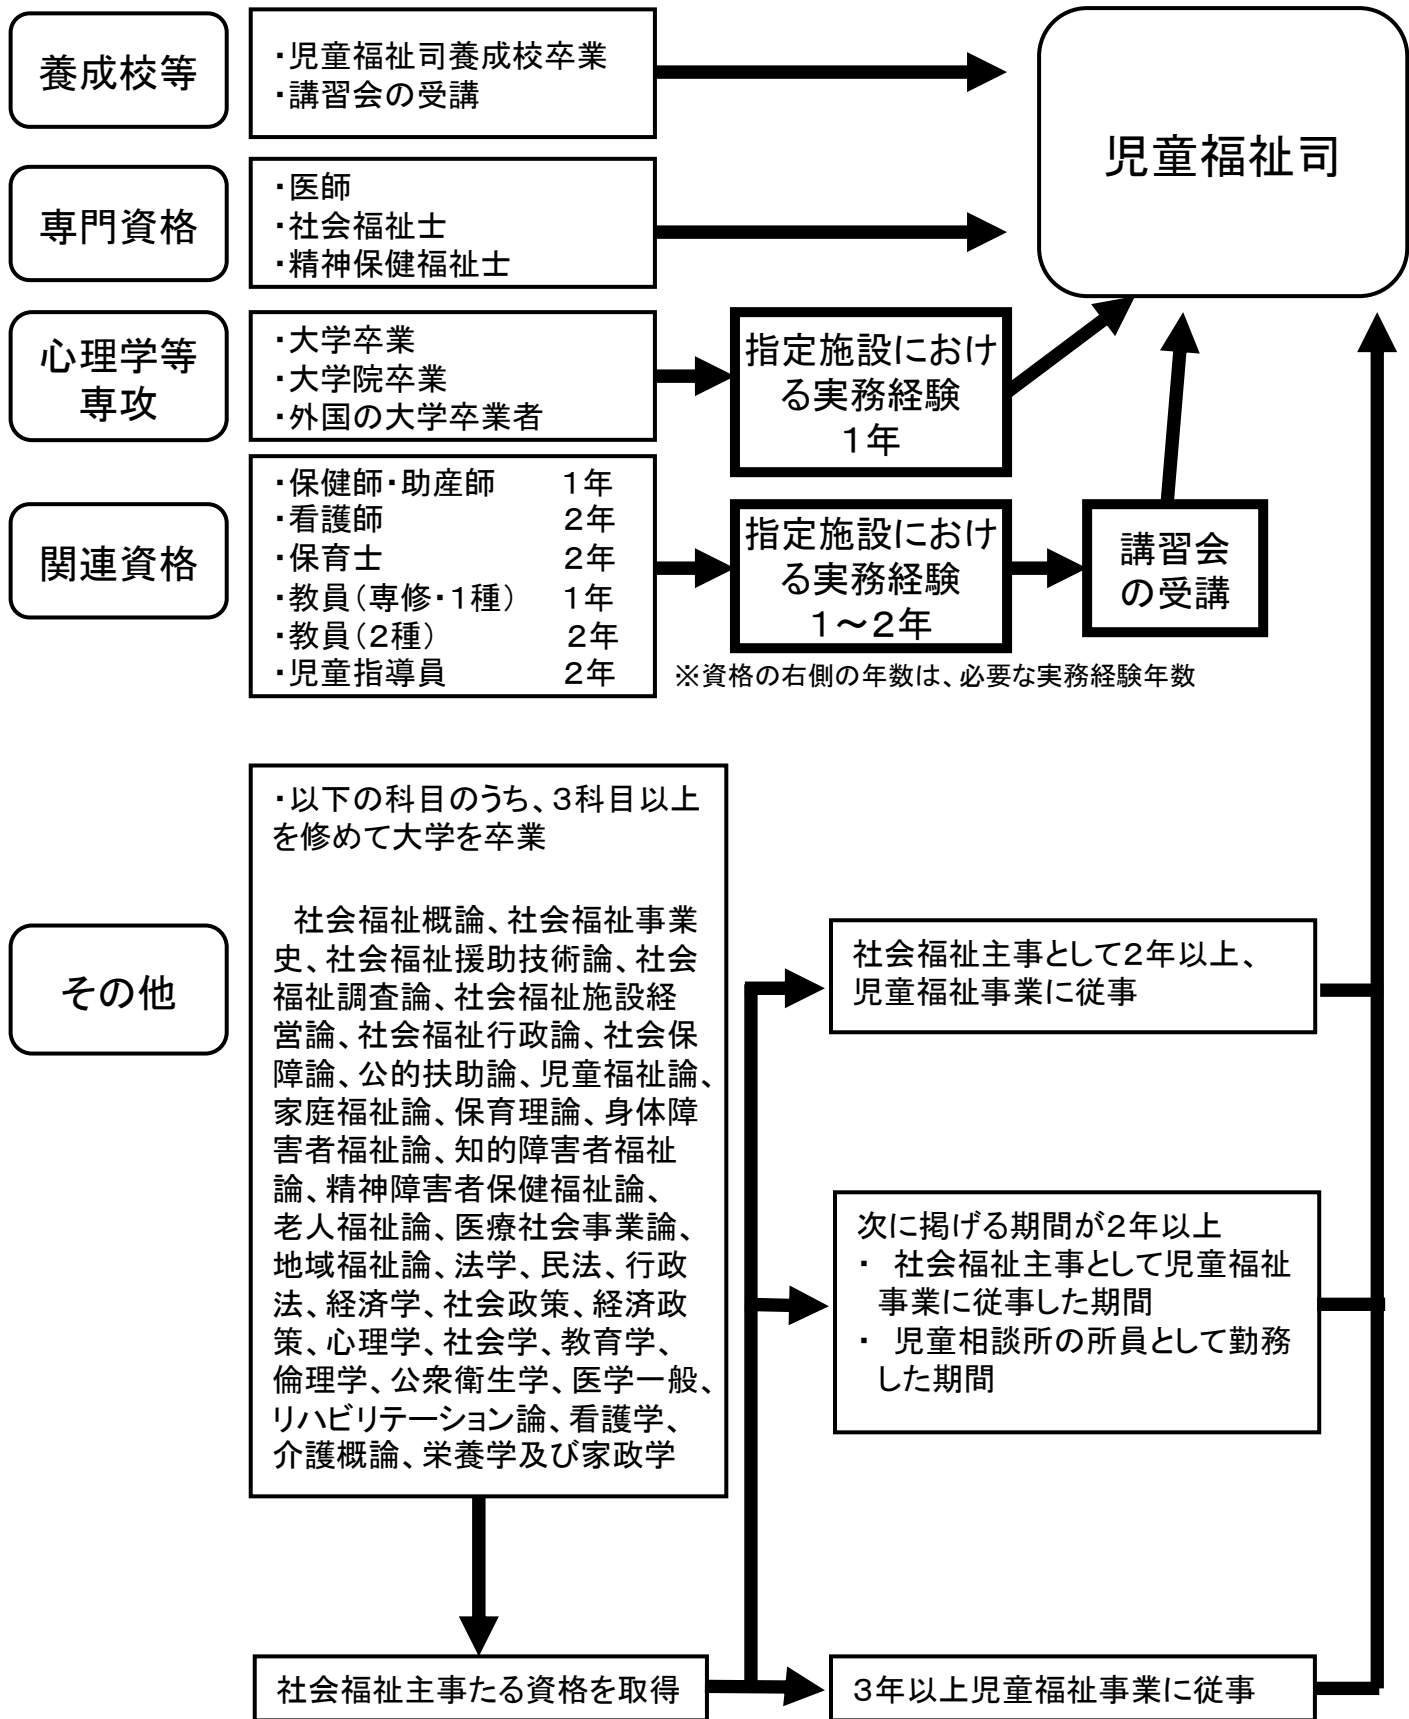 養成校等
・児童福祉司養成校卒業
・講習会の受講
児童福祉司
専門資格
・医師
・社会福祉士
・精神保健福祉士
心理学等
専攻
・大学卒業
・大学院卒業
・外国の大学卒業者
指定施設におけ
る実務経験
1年
関連資格
・保健師・助産師 1年
・看護師 2年
・保育士 2年
・教員(専修・1種) 1年
・教員(2種) 2年
・児童指導員 2年
指定施設におけ
る実務経験
1~2年
講習会
の受講
※資格の右側の年数は、必要な実務経験年数
その他
・以下の科目のうち、3科目以上
を修めて大学を卒業
社会福祉概論、社会福祉事業
史、社会福祉援助技術論、社会
福祉調査論、社会福祉施設経
営論、社会福祉行政論、社会保
障論、公的扶助論、児童福祉論、
家庭福祉論、保育理論、身体障
害者福祉論、知的障害者福祉
論、精神障害者保健福祉論、
老人福祉論、医療社会事業論、
地域福祉論、法学、民法、行政
法、経済学、社会政策、経済政
策、心理学、社会学、教育学、
倫理学、公衆衛生学、医学一般、
リハビリテーション論、看護学、
介護概論、栄養学及び家政学
社会福祉主事として2年以上、
児童福祉事業に従事
次に掲げる期間が2年以上
・ 社会福祉主事として児童福祉
事業に従事した期間
・ 児童相談所の所員として勤務
した期間
社会福祉主事たる資格を取得
3年以上児童福祉事業に従事